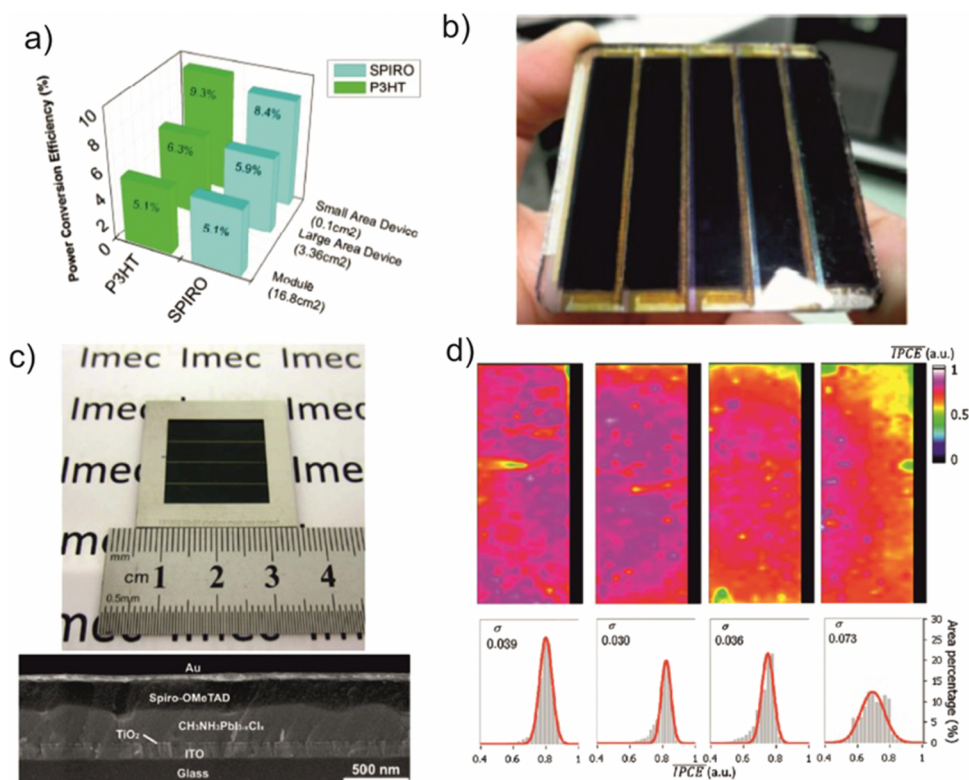 a)
SPIRO
P3HT
Power Conversion Efficiency (%)
10
8
6
4
2
0
9.3%
8.4%
6.3%
5.9%
5.1%
5.1%
P3HT
SPIRO
Small Area Device
(0.1cm2)
Large Area Device
(3.36cm2)
Module
(16.8cm2)
b)
c)
Imec Imec Imec
Imec
Imec
mm
cm 1 2 3 4
0.5mm
Au
Spiro-OMeTAD
CH3NH3PbI3-xClx
TiO2
ITO
Glass
500 nm
d)
IPCE (a.u.)
1
0.5
0
σ
0.039
σ
0.030
σ
0.036
σ
0.073
30
25
20
15
10
5
0
Area percentage (%)
0.4 0.6 0.8 1
0.4 0.6 0.8 1
0.4 0.6 0.8 1
0.4 0.6 0.8 1
IPCE (a.u.)